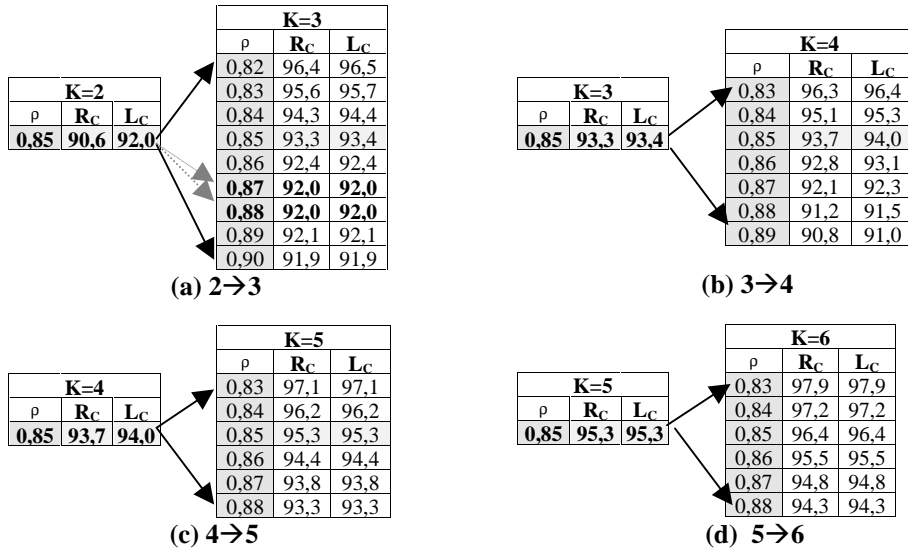 K=2
ρ R_C L_C
0,85 90,6 92,0
K=3
ρ R_C L_C
0,82 96,4 96,5
0,83 95,6 95,7
0,84 94,3 94,4
0,85 93,3 93,4
0,86 92,4 92,4
0,87 92,0 92,0
0,88 92,0 92,0
0,89 92,1 92,1
0,90 91,9 91,9
(a) 2→3
K=3
ρ R_C L_C
0,85 93,3 93,4
K=4
ρ R_C L_C
0,83 96,3 96,4
0,84 95,1 95,3
0,85 93,7 94,0
0,86 92,8 93,1
0,87 92,1 92,3
0,88 91,2 91,5
0,89 90,8 91,0
(b) 3→4
K=4
ρ R_C L_C
0,85 93,7 94,0
K=5
ρ R_C L_C
0,83 97,1 97,1
0,84 96,2 96,2
0,85 95,3 95,3
0,86 94,4 94,4
0,87 93,8 93,8
0,88 93,3 93,3
(c) 4→5
K=5
ρ R_C L_C
0,85 95,3 95,3
K=6
ρ R_C L_C
0,83 97,9 97,9
0,84 97,2 97,2
0,85 96,4 96,4
0,86 95,5 95,5
0,87 94,8 94,8
0,88 94,3 94,3
(d) 5→6